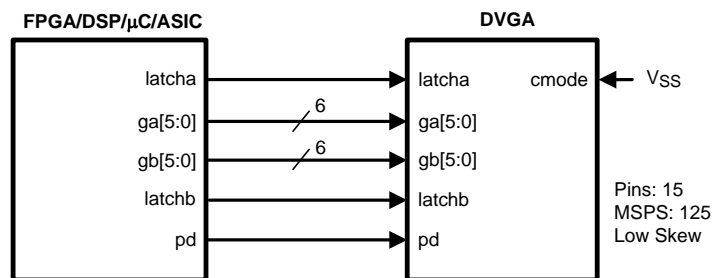 FPGA/DSP/μC/ASIC
DVGA
latcha
latcha
cmode
VSS
ga[5:0]
6
ga[5:0]
gb[5:0]
6
gb[5:0]
latchb
latchb
pd
pd
Pins: 15
MSPS: 125
Low Skew